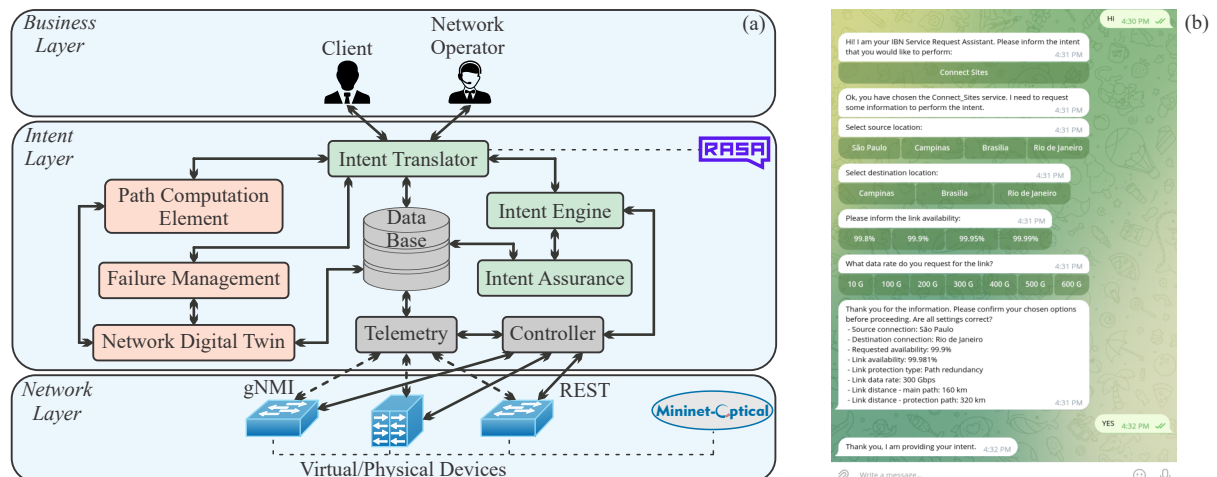 Business
Layer
(a)
Client
Network
Operator
Intent
Layer
Intent Translator
RASA
Path Computation
Element
Data
Base
Intent Engine
Failure Management
Intent Assurance
Network Digital Twin
Telemetry
Controller
Network
Layer
gNMI
REST
Mininet-Optical
Virtual/Physical Devices
(b)
Hi 4:30 PM
Hi! I am your IBN Service Request Assistant. Please inform the intent
that you would like to perform:
4:31 PM
Connect Sites
Ok, you have chosen the Connect_Sites service. I need to request
some information to perform the intent.
4:31 PM
Select source location:
4:31 PM
São Paulo Campinas Brasilia Rio de Janeiro
Select destination location:
4:31 PM
Campinas Brasilia Rio de Janeiro
Please inform the link availability:
4:31 PM
99.8% 99.9% 99.95% 99.99%
What data rate do you request for the link?
4:31 PM
10 G 100 G 200 G 300 G 400 G 500 G 600 G
Thank you for the information. Please confirm your chosen options
before proceeding. Are all settings correct?
- Source connection: São Paulo
- Destination connection: Rio de Janeiro
- Requested availability: 99.9%
- Link availability: 99.981%
- Link protection type: Path redundancy
- Link data rate: 300 Gbps
- Link distance - main path: 160 km
- Link distance - protection path: 320 km
4:31 PM
YES 4:32 PM
Thank you, I am providing your intent. 4:32 PM
Write a message...